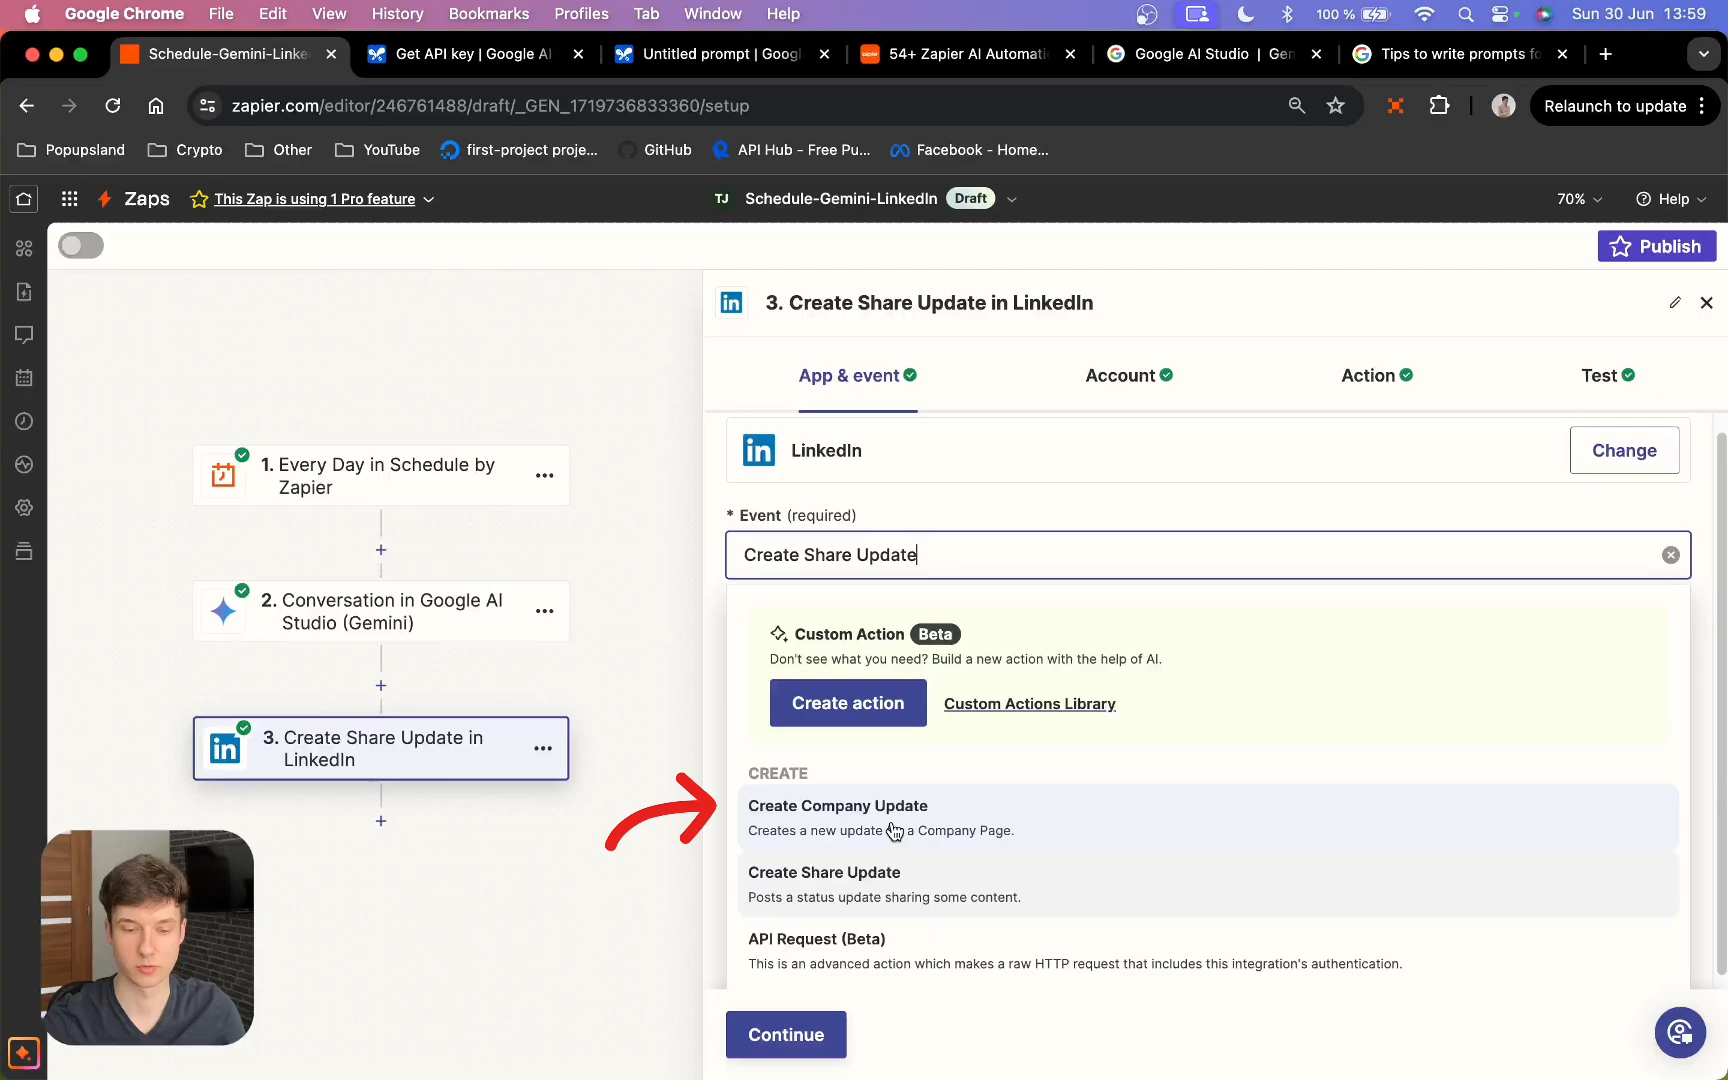 Google Chrome File Edit View History Bookmarks Profiles Tab Window Help 100 % Sun 30 Jun 13:59
Schedule-Gemini-Linke Get API key | Google AI Untitled prompt | Goog 54+ Zapier AI Automati Google AI Studio | Gen Tips to write prompts fo
zapier.com/editor/246761488/draft/_GEN_1719736833360/setup Relaunch to update
Popupsland Crypto Other YouTube first-project proje... GitHub API Hub - Free Pu... Facebook - Home...
Zaps This Zap is using 1 Pro feature TJ Schedule-Gemini-LinkedIn Draft 70% Help
Publish
1. Every Day in Schedule by
Zapier
2. Conversation in Google AI
Studio (Gemini)
3. Create Share Update in
LinkedIn
3. Create Share Update in LinkedIn
App & event Account Action Test
LinkedIn Change
* Event (required)
Create Share Update
Custom Action Beta
Don't see what you need? Build a new action with the help of AI.
Create action Custom Actions Library
CREATE
Create Company Update
Creates a new update a Company Page.
Create Share Update
Posts a status update sharing some content.
API Request (Beta)
This is an advanced action which makes a raw HTTP request that includes this integration's authentication.
Continue